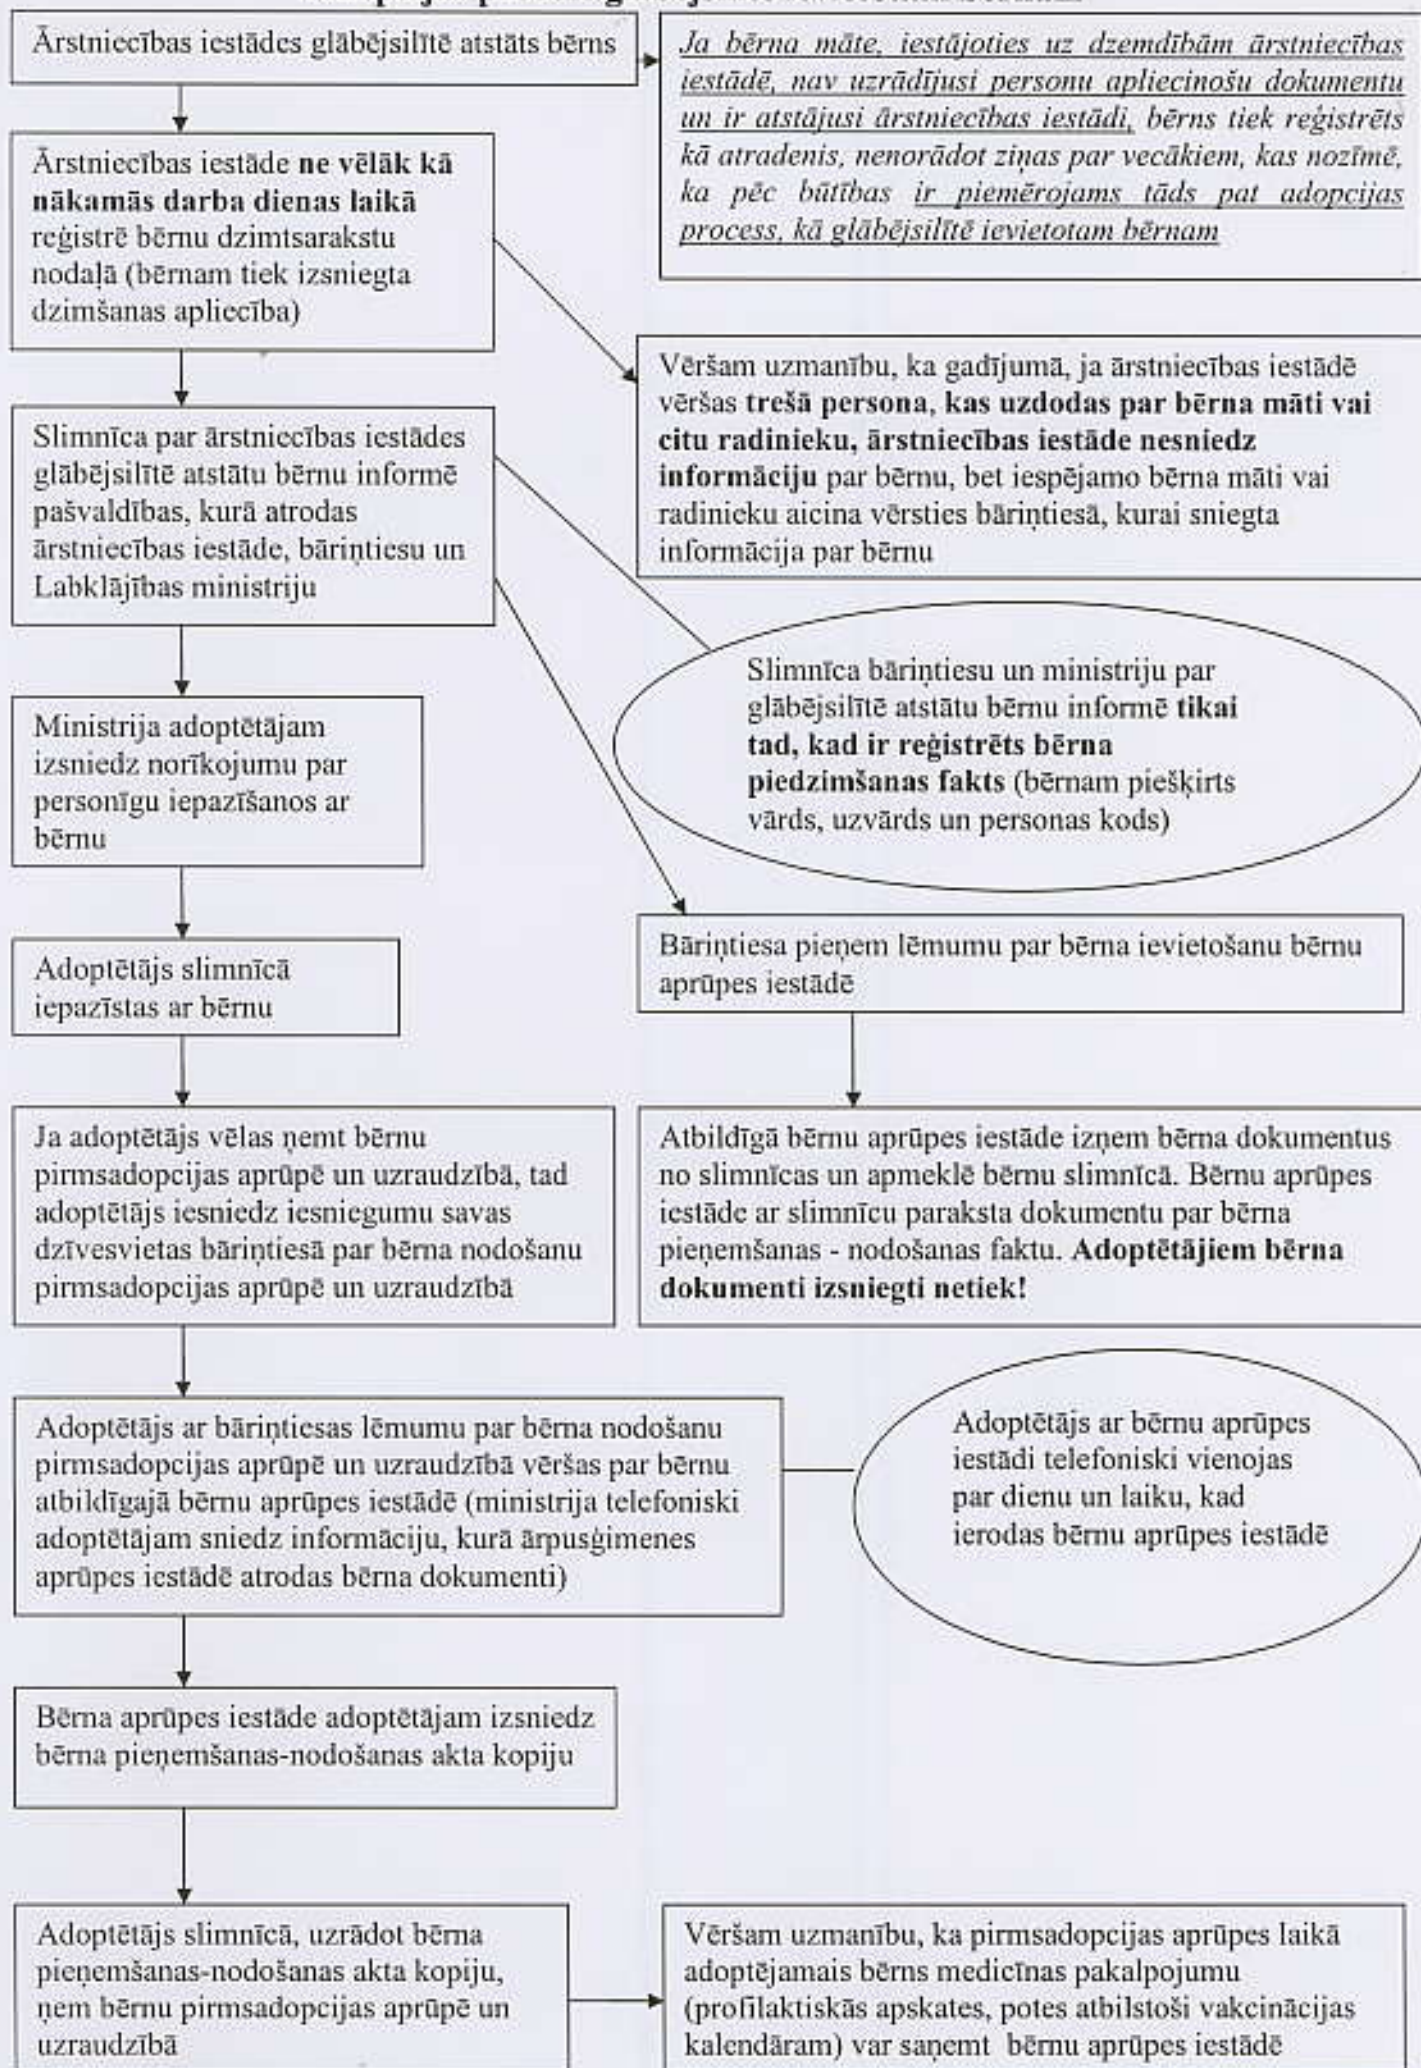 Ārstniecības iestādes glābējsilītē atstāts bērns
Ja bērna māte, iestājoties uz dzemdībām ārstniecības
iestādē, nav uzrādījusi personu apliecinošu dokumentu
un ir atstājusi ārstniecības iestādi, bērns tiek reģistrēts
kā atradenis, nenorādot ziņas par vecākiem, kas nozīmē,
ka pēc būtības ir piemērojams tāds pat adopcijas
process, kā glābējsilītē ievietotam bērnam
Ārstniecības iestāde ne vēlāk kā
nākamās darba dienas laikā
reģistrē bērnu dzimtsarakstu
nodaļā (bērnam tiek izsniegta
dzimšanas apliecība)
Vēršam uzmanību, ka gadījumā, ja ārstniecības iestādē
vēršas trešā persona, kas uzdodas par bērna māti vai
citu radinieku, ārstniecības iestāde nesniedz
informāciju par bērnu, bet iespējamo bērna māti vai
radinieku aicina vērsties bāriņtiesā, kurai sniegta
informācija par bērnu
Slimnīca par ārstniecības iestādes
glābējsilītē atstātu bērnu informē
pašvaldības, kurā atrodas
ārstniecības iestāde, bāriņtiesu un
Labklājības ministriju
Slimnīca bāriņtiesu un ministriju par
glābējsilītē atstātu bērnu informē tikai
tad, kad ir reģistrēts bērna
piedzimšanas fakts (bērnam piešķirts
vārds, uzvārds un personas kods)
Ministrija adoptētājam
izsniedz norīkojumu par
personīgu iepazīšanos ar
bērnu
Adoptētājs slimnīcā
iepazīstas ar bērnu
Bāriņtiesa pieņem lēmumu par bērna ievietošanu bērnu
aprūpes iestādē
Ja adoptētājs vēlas ņemt bērnu
pirmsadopcijas aprūpē un uzraudzībā, tad
adoptētājs iesniedz iesniegumu savas
dzīvesvietas bāriņtiesā par bērna nodošanu
pirmsadopcijas aprūpē un uzraudzībā
Atbildīgā bērnu aprūpes iestāde izņem bērna dokumentus
no slimnīcas un apmeklē bērnu slimnīcā. Bērnu aprūpes
iestāde ar slimnīcu paraksta dokumentu par bērna
pieņemšanas - nodošanas faktu. Adoptētājiem bērna
dokumenti izsniegti netiek!
Adoptētājs ar bāriņtiesas lēmumu par bērna nodošanu
pirmsadopcijas aprūpē un uzraudzībā vēršas par bērnu
atbildīgajā bērnu aprūpes iestādē (ministrija telefoniski
adoptētājam sniedz informāciju, kurā ārpusģimenes
aprūpes iestādē atrodas bērna dokumenti)
Adoptētājs ar bērnu aprūpes
iestādi telefoniski vienojas
par dienu un laiku, kad
ierodas bērnu aprūpes iestādē
Bērna aprūpes iestāde adoptētājam izsniedz
bērna pieņemšanas-nodošanas akta kopiju
Adoptētājs slimnīcā, uzrādot bērna
pieņemšanas-nodošanas akta kopiju,
ņem bērnu pirmsadopcijas aprūpē un
uzraudzībā
Vēršam uzmanību, ka pirmsadopcijas aprūpes laikā
adoptējamais bērns medicīnas pakalpojumu
(profilaktiskās apskates, potes atbilstoši vakcinācijas
kalendāram) var saņemt bērnu aprūpes iestādē